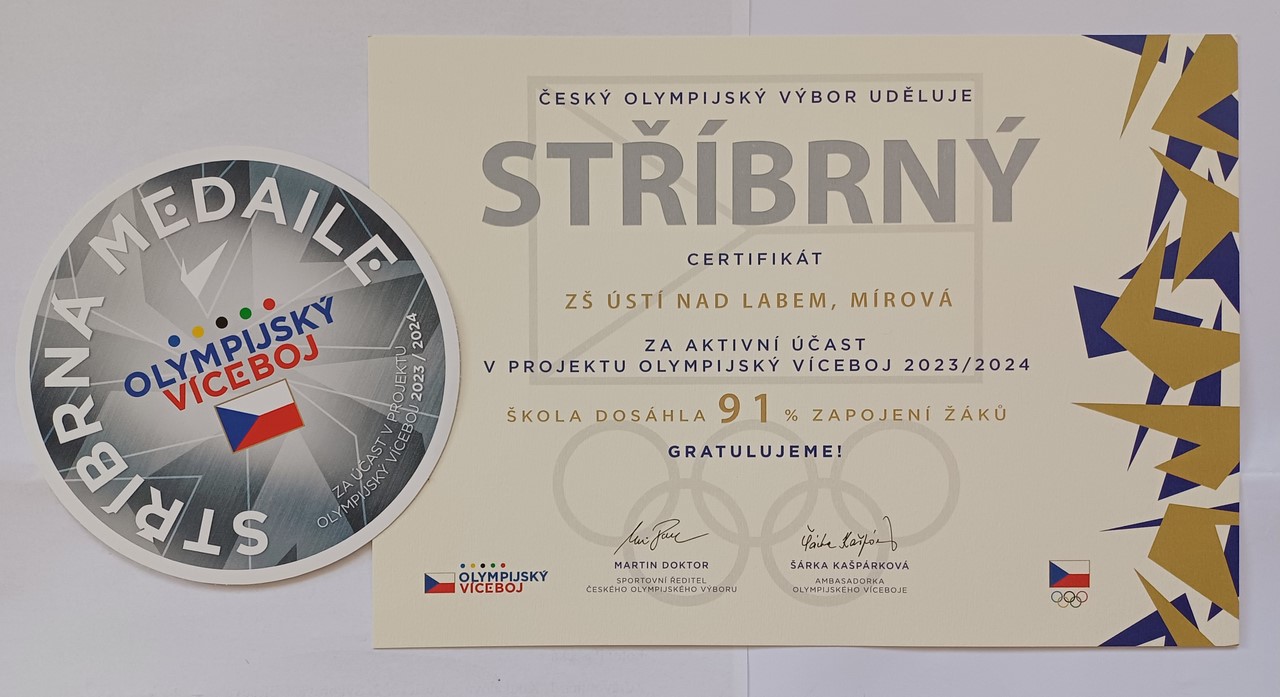 STŘÍBRNÁ MEDAILE
OLYMPIJSKÝ
VÍCEBOJ
ZA ÚČAST V PROJEKTU
OLYMPIJSKÝ VÍCEBOJ 2023 / 2024
ČESKÝ OLYMPIJSKÝ VÝBOR UDĚLUJE
STŘÍBRNÝ
CERTIFIKÁT
ZŠ ÚSTÍ NAD LABEM, MÍROVÁ
ZA AKTIVNÍ ÚČAST
V PROJEKTU OLYMPIJSKÝ VÍCEBOJ 2023/2024
ŠKOLA DOSÁHLA 91 % ZAPOJENÍ ŽÁKŮ
GRATULUJEME!
MARTIN DOKTOR
SPORTOVNÍ ŘEDITEL
ČESKÉHO OLYMPIJSKÉHO VÝBORU
Šárka Kašpárková
ŠÁRKA KAŠPÁRKOVÁ
AMBASADORKA
OLYMPIJSKÉHO VÍCEBOJE
OLYMPIJSKÝ
VÍCEBOJ